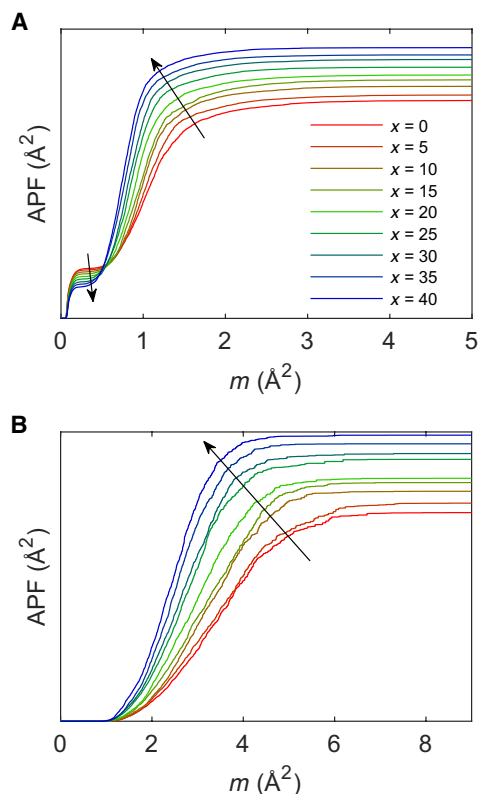 A
APF (Å²)
x = 0
x = 5
x = 10
x = 15
x = 20
x = 25
x = 30
x = 35
x = 40
0 1 2 3 4 5
m (Å²)
B
APF (Å²)
0 2 4 6 8
m (Å²)